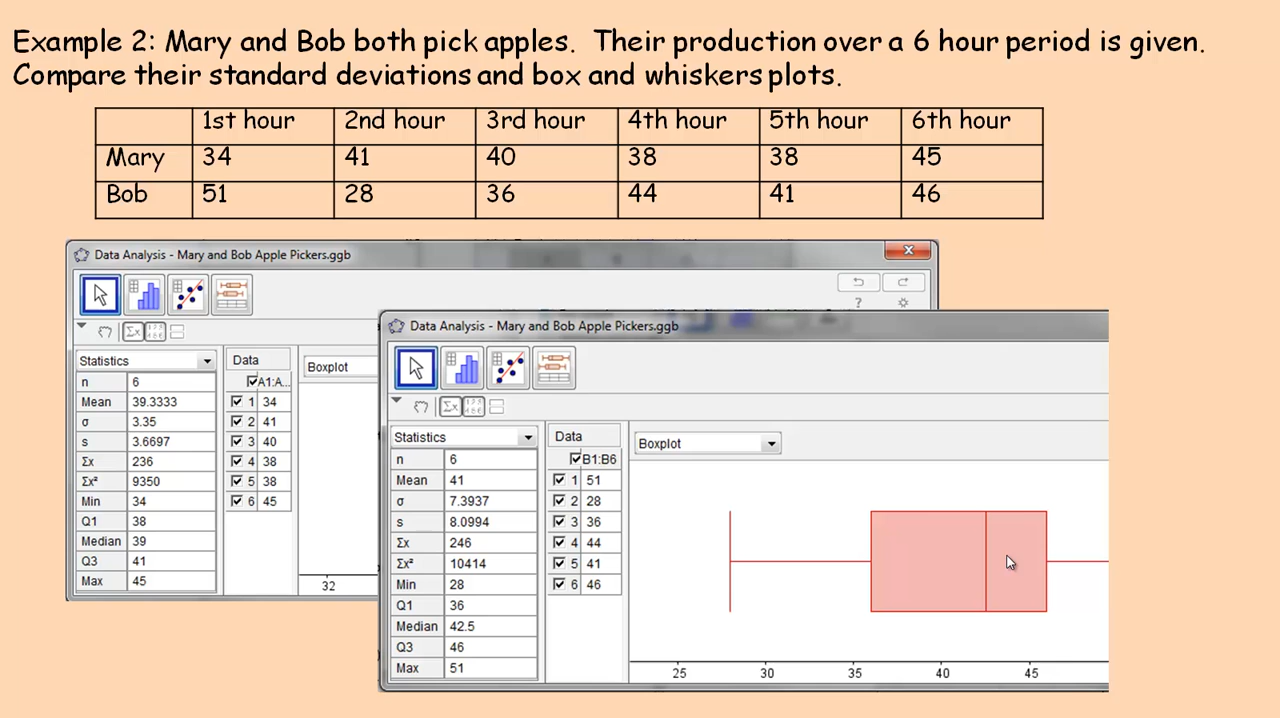 Example 2: Mary and Bob both pick apples. Their production over a 6 hour period is given.
Compare their standard deviations and box and whiskers plots.
1st hour 2nd hour 3rd hour 4th hour 5th hour 6th hour
Mary 34 41 40 38 38 45
Bob 51 28 36 44 41 46
Data Analysis - Mary and Bob Apple Pickers.ggb
?
Statistics
n 6
Mean 39.3333
σ 3.35
s 3.6697
Σx 236
Σx² 9350
Min 34
Q1 38
Median 39
Q3 41
Max 45
Data
A1:A...
1 34
2 41
3 40
4 38
5 38
6 45
Boxplot
32
Data Analysis - Mary and Bob Apple Pickers.ggb
Statistics
n 6
Mean 41
σ 7.3937
s 8.0994
Σx 246
Σx² 10414
Min 28
Q1 36
Median 42.5
Q3 46
Max 51
Data
B1:B6
1 51
2 28
3 36
4 44
5 41
6 46
Boxplot
25 30 35 40 45